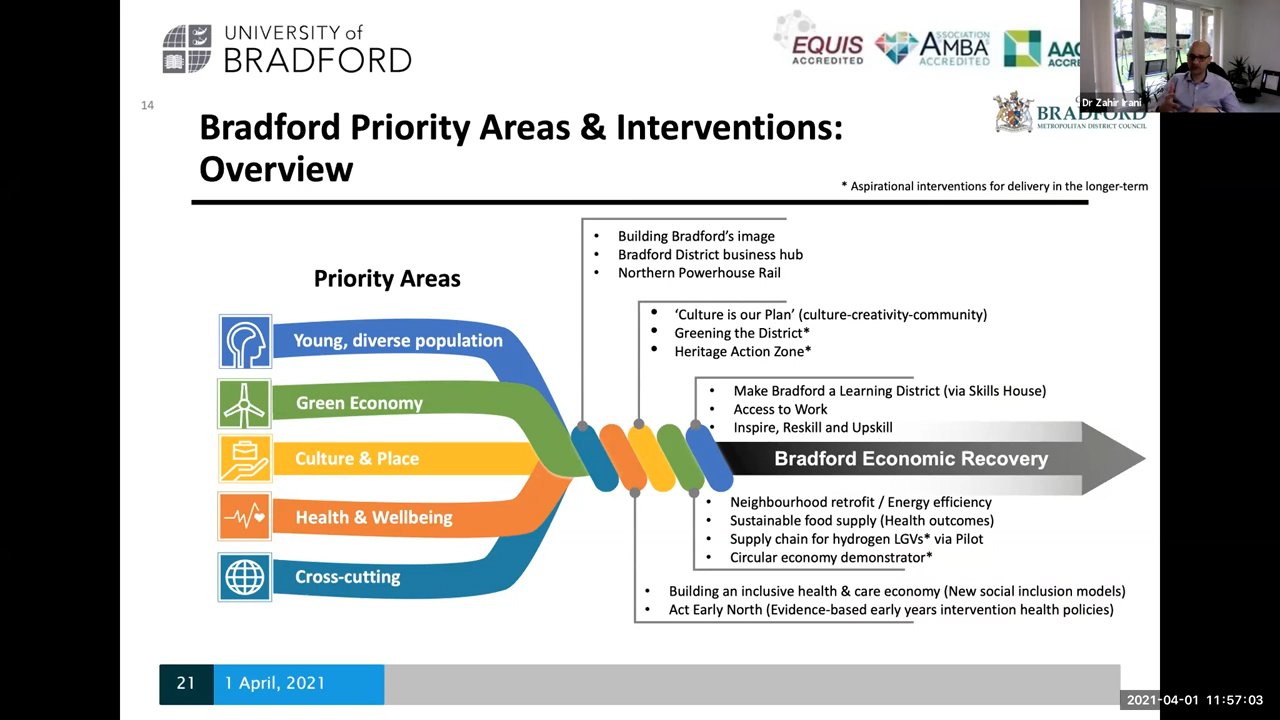 UNIVERSITY of
BRADFORD
EQUIS
ACCREDITED
ASSOCIATION
AMBA
ACCREDITED
AAC
ACCRE
Dr Zahir Irani
BRADFORD
METROPOLITAN DISTRICT COUNCIL
14
Bradford Priority Areas & Interventions:
Overview
* Aspirational interventions for delivery in the longer-term
• Building Bradford's image
• Bradford District business hub
• Northern Powerhouse Rail
Priority Areas
• 'Culture is our Plan' (culture-creativity-community)
• Greening the District*
• Heritage Action Zone*
Young, diverse population
Green Economy
Culture & Place
Health & Wellbeing
Cross-cutting
• Make Bradford a Learning District (via Skills House)
• Access to Work
• Inspire, Reskill and Upskill
Bradford Economic Recovery
• Neighbourhood retrofit / Energy efficiency
• Sustainable food supply (Health outcomes)
• Supply chain for hydrogen LGVs* via Pilot
• Circular economy demonstrator*
• Building an inclusive health & care economy (New social inclusion models)
• Act Early North (Evidence-based early years intervention health policies)
21
1 April, 2021
2021-04-01 11:57:03